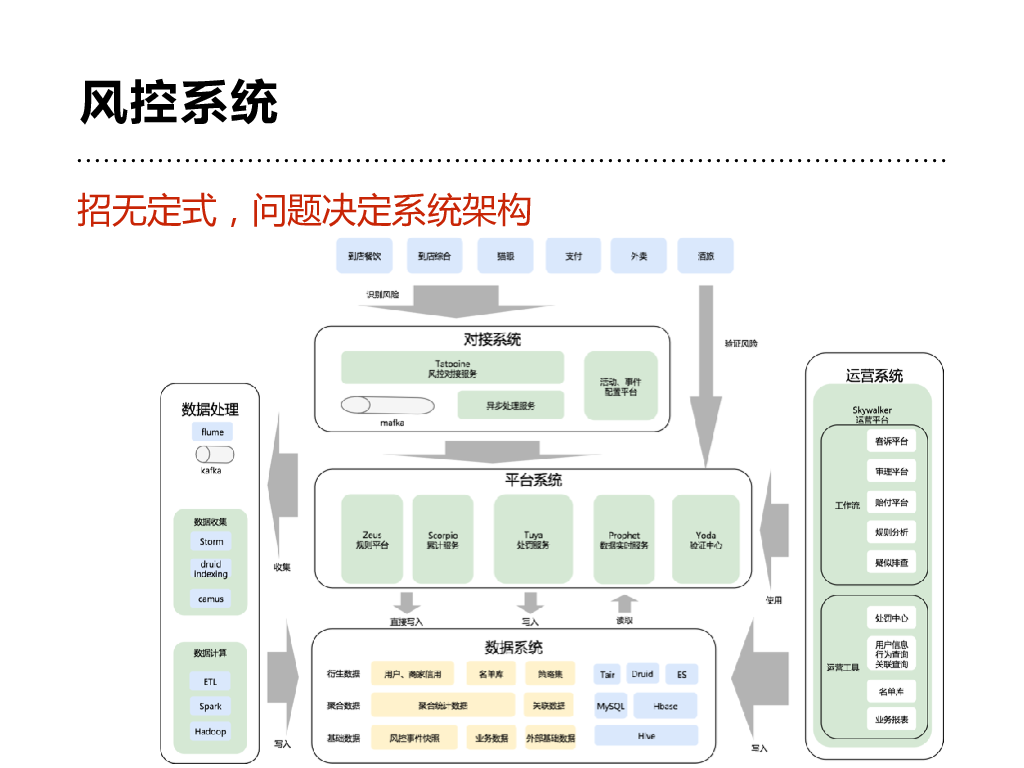 风控系统
招无定式，问题决定系统架构
到店餐饮
到店综合
猫眼
支付
外卖
酒旅
识别风险
验证风险
对接系统
Tatooine
风控对接服务
活动、事件
配置平台
异步处理服务
mafka
平台系统
Zeus
规则平台
Scorpio
累计服务
Tuya
处罚服务
Prophet
数据实时服务
Yoda
验证中心
直接写入
写入
读取
数据系统
衍生数据
用户、商家信用
名单库
策略集
Tair
Druid
ES
聚合数据
聚合统计数据
关联数据
MySQL
Hbase
基础数据
风控事件快照
业务数据
外部基础数据
Hive
数据处理
flume
kafka
数据收集
Storm
druid
indexing
camus
数据计算
ETL
Spark
Hadoop
收集
写入
运营系统
Skywalker
运营平台
工作流
客诉平台
审理平台
赔付平台
规则分析
疑似排查
运营工具
处罚中心
用户信息
行为查询
关联查询
名单库
业务报表
使用
写入